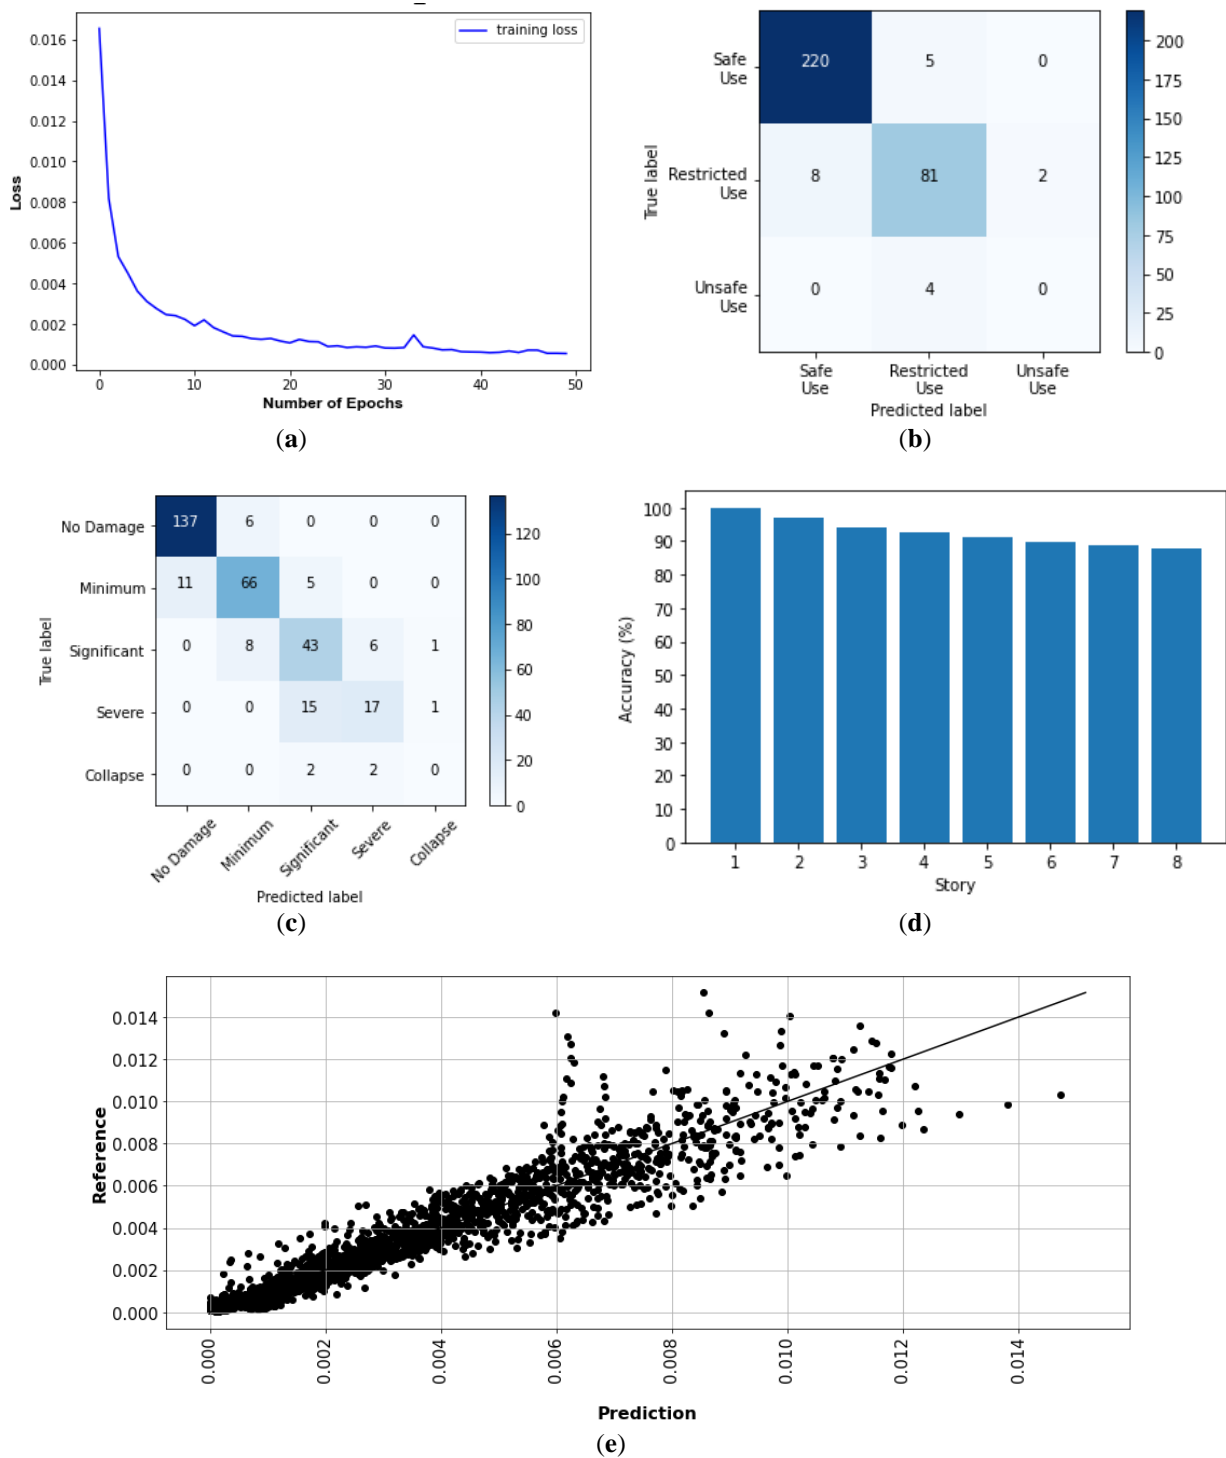 training loss
0.016
0.014
0.012
0.010
0.008
0.006
0.004
0.002
0.000
Loss
0 10 20 30 40 50
Number of Epochs
(a)
Safe
Use
220 5 0
Restricted
Use
8 81 2
Unsafe
Use
0 4 0
True label
Safe
Use
Restricted
Use
Unsafe
Use
Predicted label
200
175
150
125
100
75
50
25
0
(b)
No Damage 137 6 0 0 0
Minimum 11 66 5 0 0
Significant 0 8 43 6 1
Severe 0 0 15 17 1
Collapse 0 0 2 2 0
True label
No Damage Minimum Significant Severe Collapse
Predicted label
120
100
80
60
40
20
0
(c)
100
90
80
70
60
50
40
30
20
10
0
Accuracy (%)
1 2 3 4 5 6 7 8
Story
(d)
0.014
0.012
0.010
0.008
0.006
0.004
0.002
0.000
Reference
0.000 0.002 0.004 0.006 0.008 0.010 0.012 0.014
Prediction
(e)